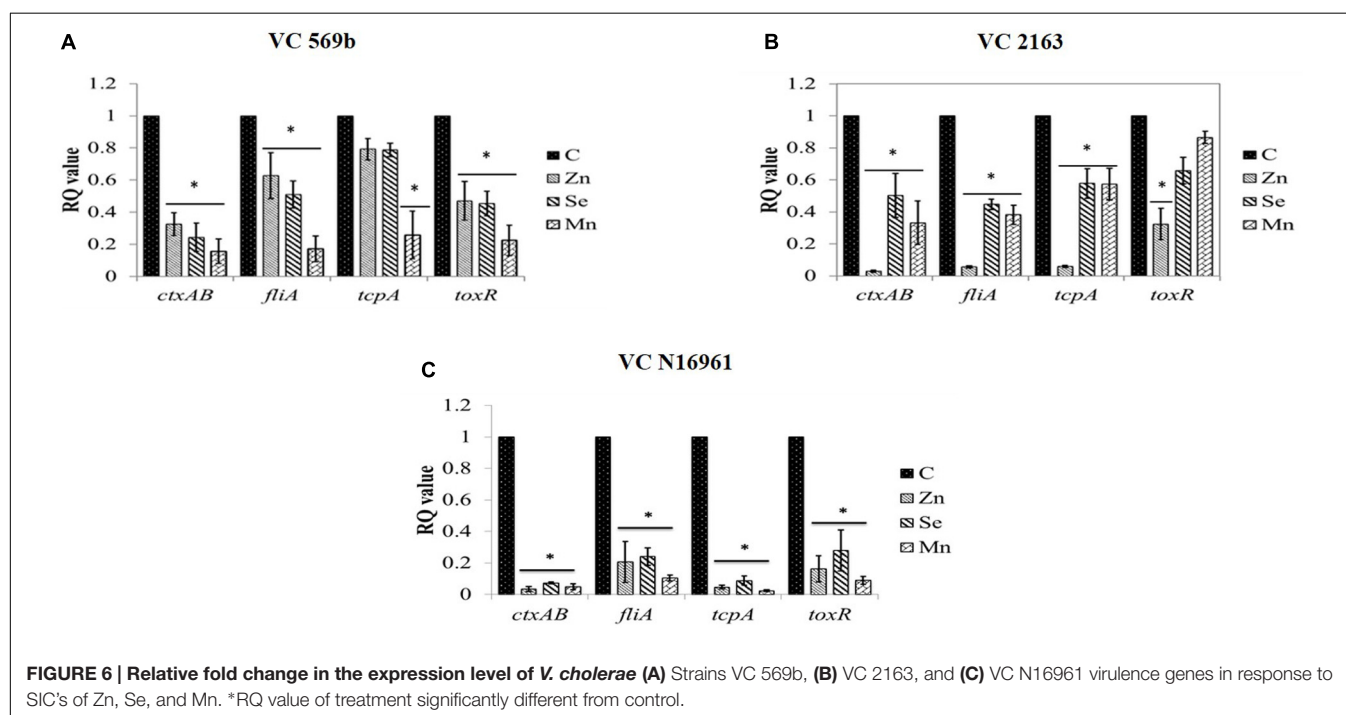 A
VC 569b
1.2
1
0.8
0.6
0.4
0.2
0
RQ value
*
*
*
*
ctxAB fliA tcpA toxR
C
Zn
Se
Mn
B
VC 2163
1.2
1
0.8
0.6
0.4
0.2
0
RQ value
*
*
*
*
ctxAB fliA tcpA toxR
C
Zn
Se
Mn
C
VC N16961
1.2
1
0.8
0.6
0.4
0.2
0
RQ value
*
*
*
*
ctxAB fliA tcpA toxR
C
Zn
Se
Mn
FIGURE 6 | Relative fold change in the expression level of V. cholerae (A) Strains VC 569b, (B) VC 2163, and (C) VC N16961 virulence genes in response to
SIC's of Zn, Se, and Mn. *RQ value of treatment significantly different from control.